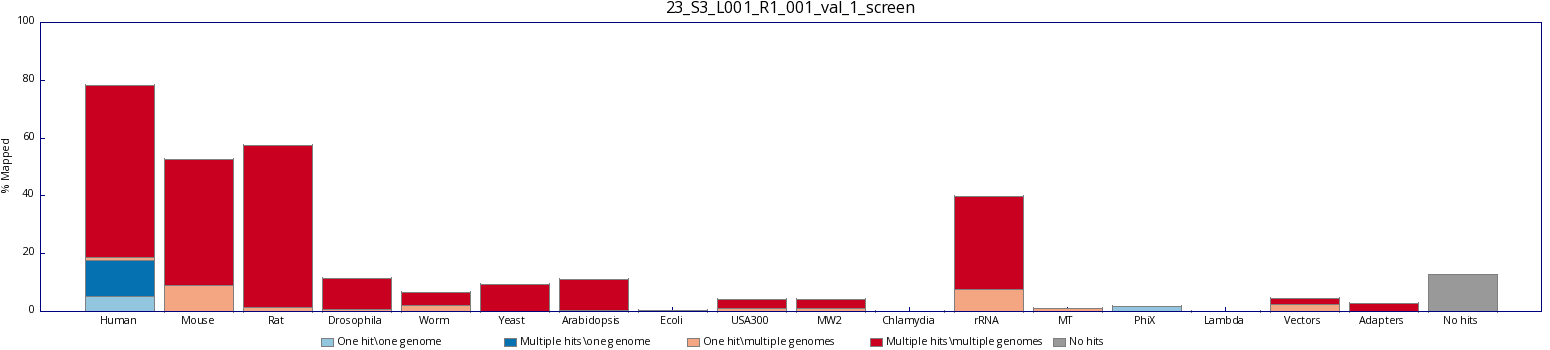 23_S3_L001_R1_001_val_1_screen
100
80
60
40
20
0
% Mapped
Human Mouse Rat Drosophila Worm Yeast Arabidopsis Ecoli USA300 MW2 Chlamydia rRNA MT PhiX Lambda Vectors Adapters No hits
One hit\one genome Multiple hits\one genome One hit\multiple genomes Multiple hits\multiple genomes No hits